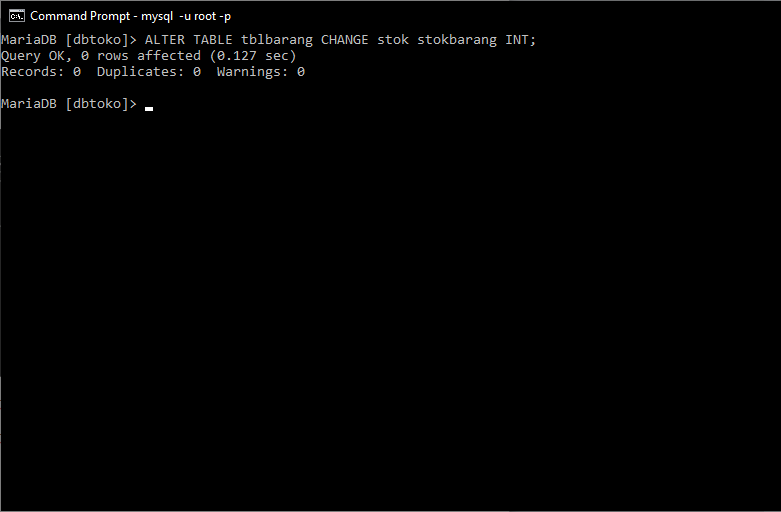 Command Prompt - mysql  -u root -p
MariaDB [dbtoko]> ALTER TABLE tblbarang CHANGE stok stokbarang INT;
Query OK, 0 rows affected (0.127 sec)
Records: 0  Duplicates: 0  Warnings: 0
MariaDB [dbtoko]>